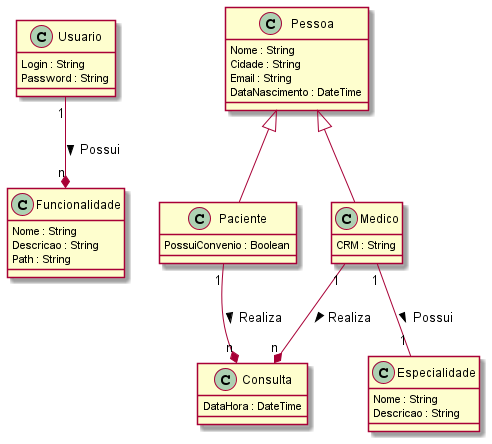 C Usuario
Login : String
Password : String
C Pessoa
Nome : String
Cidade : String
Email : String
DataNascimento : DateTime
1
Possui
n
C Funcionalidade
Nome : String
Descricao : String
Path : String
C Paciente
PossuiConvenio : Boolean
C Medico
CRM : String
1
Realiza
n
1
Realiza
n
1
Possui
1
C Consulta
DataHora : DateTime
C Especialidade
Nome : String
Descricao : String